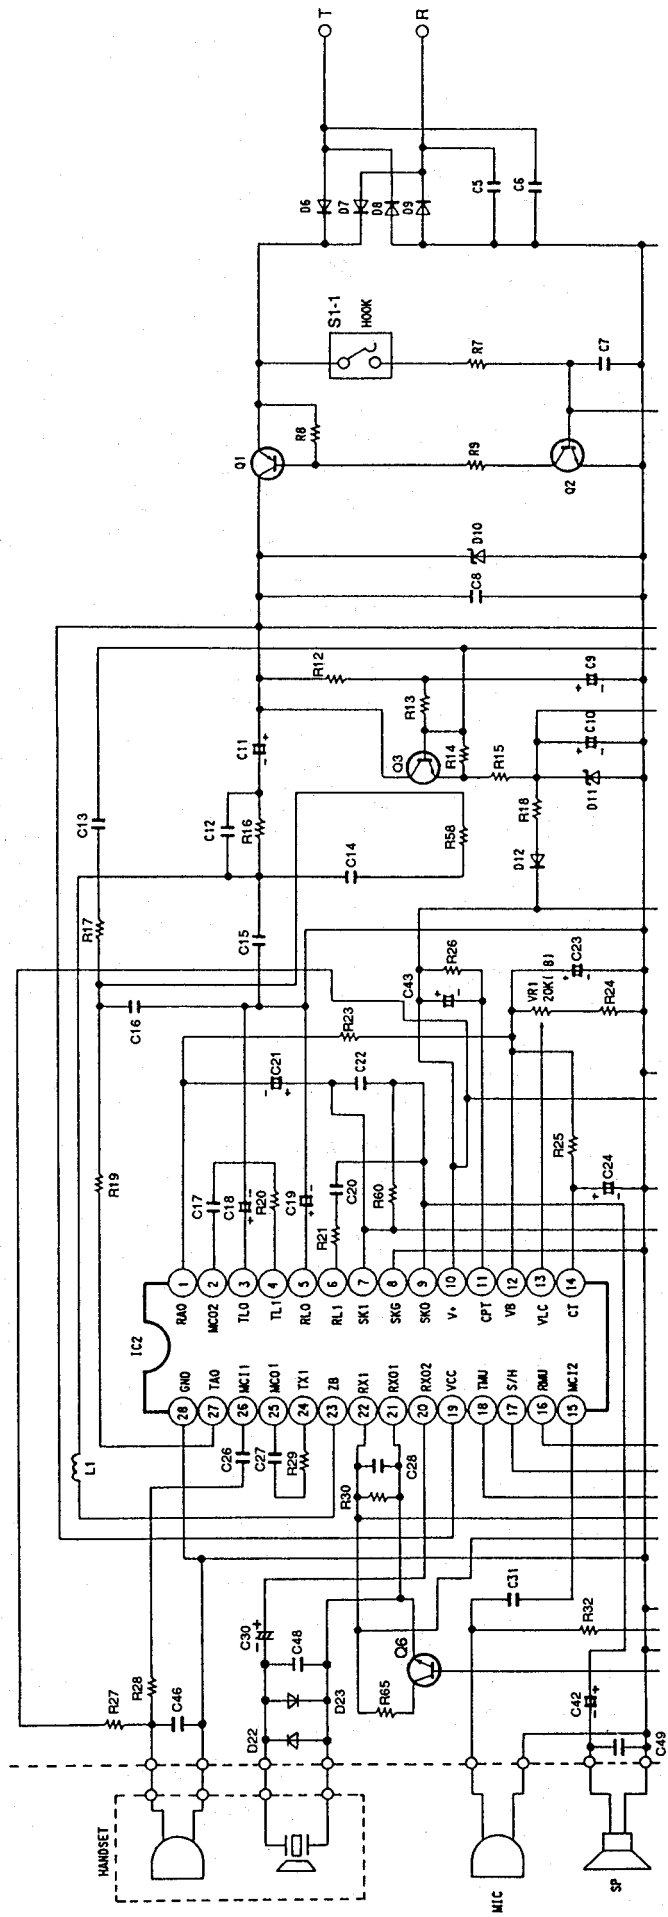 T
R
D6
D7
D8
D9
C5
C6
S1-1
HOOK
R7
C7
R8
Q1
R9
Q2
D10
C8
R12
R13
C9
C11
Q3
R14
R15
C10
D11
C13
C12
R16
C14
R58
R18
D12
R17
C15
C16
C43
R26
C23
VR1
20K(B)
R24
R23
C21
C22
R25
C24
R19
C17
C18
R20
C19
R21
C20
R60
1
2
3
4
5
6
7
8
9
10
11
12
13
14
RAO
MCO2
TLO
TL1
RLO
RL1
SK1
SKG
SKO
V+
CPT
VB
VLC
CT
IC2
GND
TAO
MCI1
MCO1
TX1
ZB
RX1
RXO1
RXO2
VCC
TMU
S/H
RMU
MCI2
28
27
26
25
24
23
22
21
20
19
18
17
16
15
L1
C26
C27
R29
R30
C28
C31
R32
R27
R28
C46
C30
C48
D22
D23
R65
Q6
C42
C49
HANDSET
MIC
SP